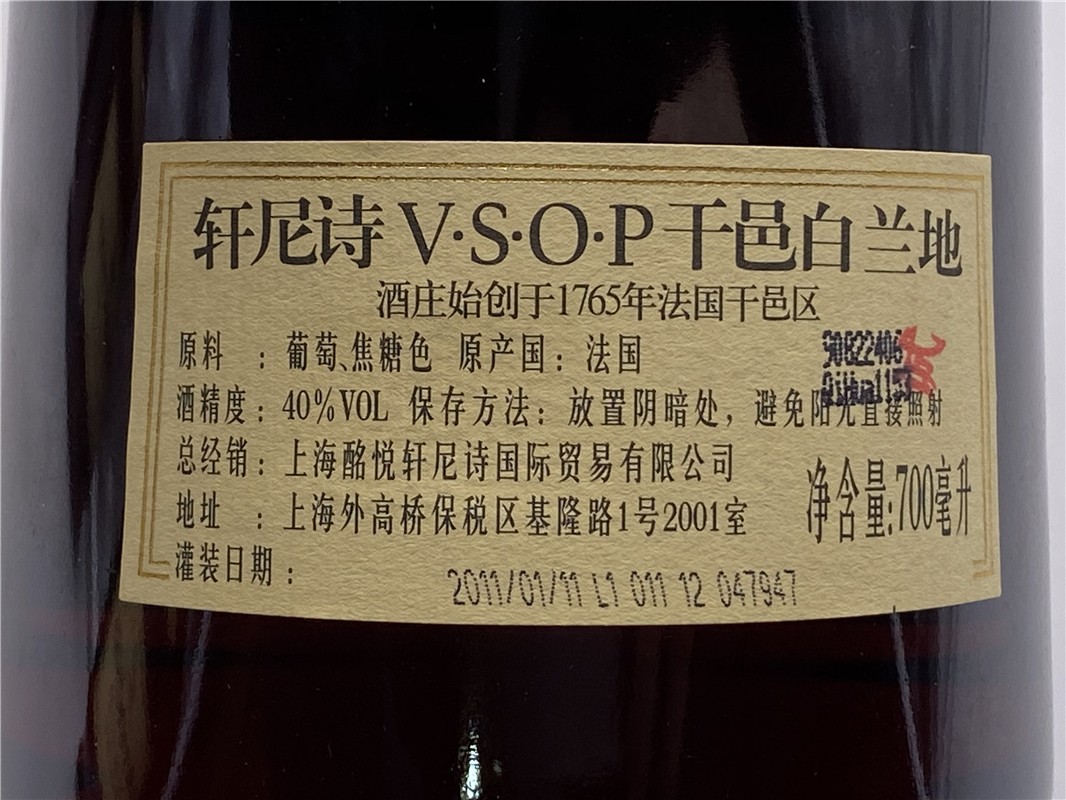 轩尼诗V·S·O·P干邑白兰地
酒庄始创于1765年法国干邑区
原料 : 葡萄、焦糖色 原产国: 法国
酒精度: 40%VOL 保存方法: 放置阴暗处, 避免阳光直接照射
总经销: 上海酩悦轩尼诗国际贸易有限公司
地址 : 上海外高桥保税区基隆路1号2001室
净含量:700毫升
灌装日期:
2011/01/11 L1 011 12 047947